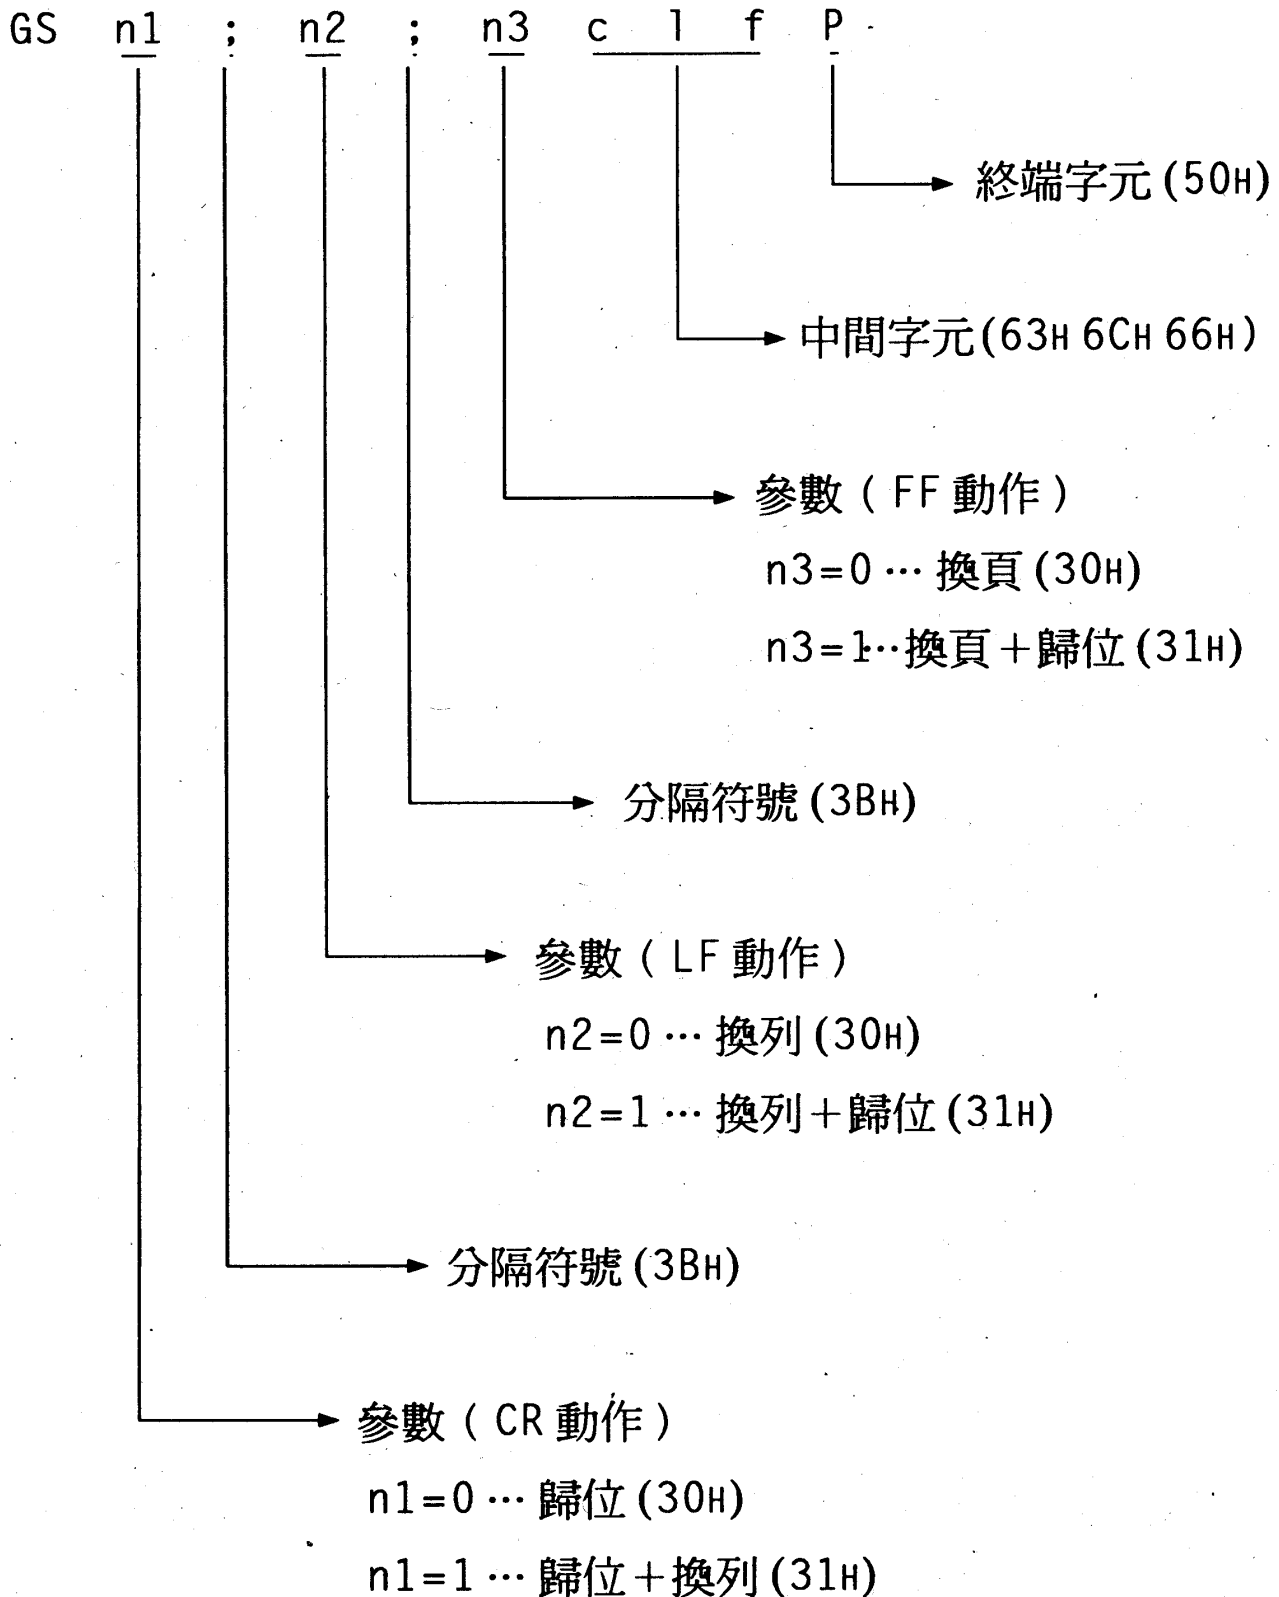 GS n1 ; n2 ; n3 c l f P
終端字元(50H)
中間字元(63H 6CH 66H)
參數(FF動作)
n3=0…換頁(30H)
n3=1…換頁+歸位(31H)
分隔符號(3BH)
參數(LF動作)
n2=0…換列(30H)
n2=1…換列+歸位(31H)
分隔符號(3BH)
參數(CR動作)
n1=0…歸位(30H)
n1=1…歸位+換列(31H)